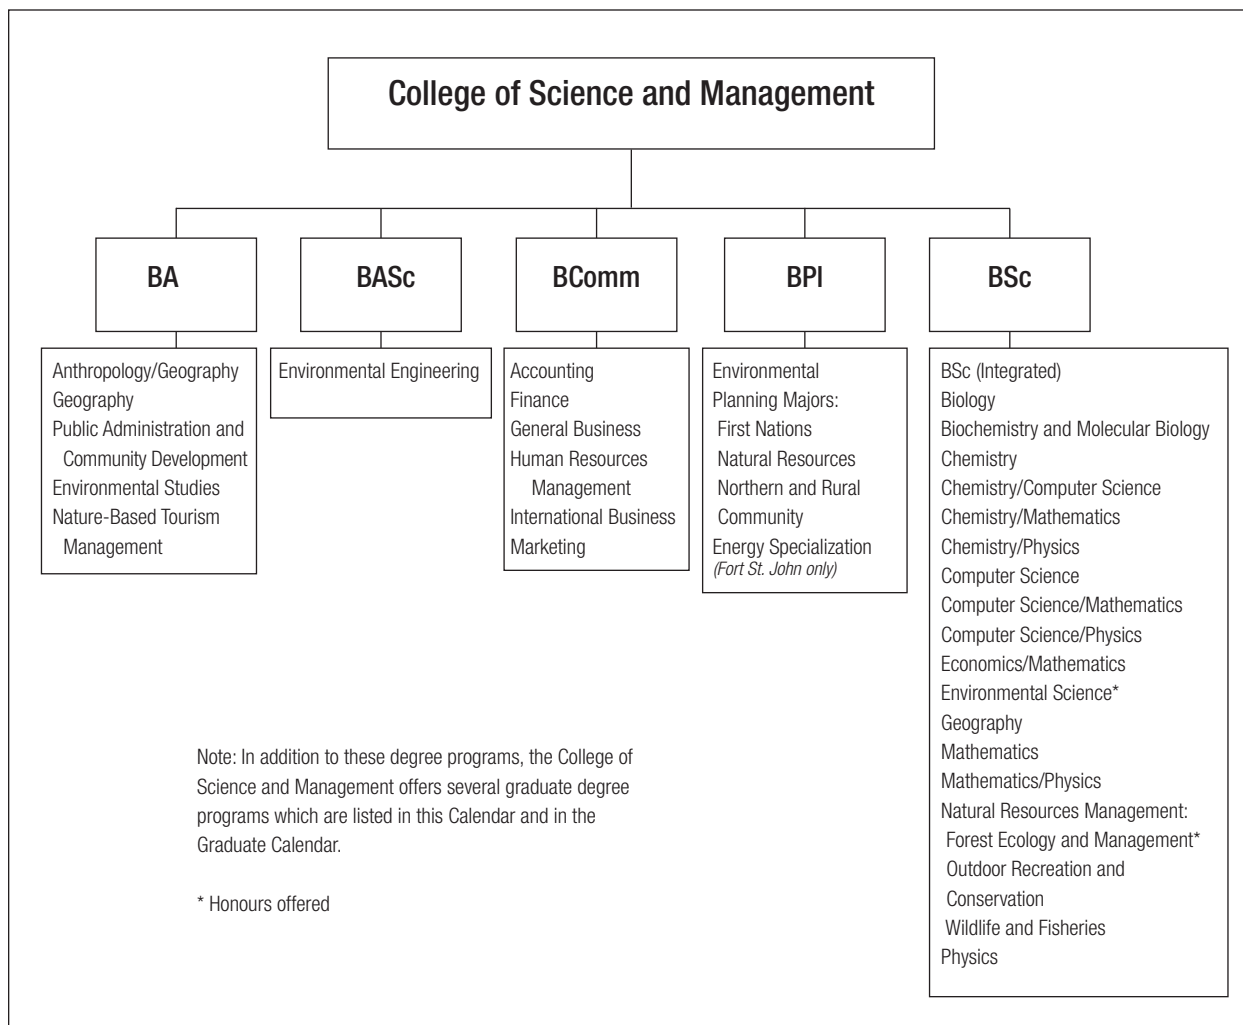 College of Science and Management
BA
BASc
BComm
BPl
BSc
Anthropology/Geography
Geography
Public Administration and
Community Development
Environmental Studies
Nature-Based Tourism
Management
Environmental Engineering
Accounting
Finance
General Business
Human Resources
Management
International Business
Marketing
Environmental
Planning Majors:
First Nations
Natural Resources
Northern and Rural
Community
Energy Specialization
(Fort St. John only)
BSc (Integrated)
Biology
Biochemistry and Molecular Biology
Chemistry
Chemistry/Computer Science
Chemistry/Mathematics
Chemistry/Physics
Computer Science
Computer Science/Mathematics
Computer Science/Physics
Economics/Mathematics
Environmental Science*
Geography
Mathematics
Mathematics/Physics
Natural Resources Management:
Forest Ecology and Management*
Outdoor Recreation and
Conservation
Wildlife and Fisheries
Physics
Note: In addition to these degree programs, the College of
Science and Management offers several graduate degree
programs which are listed in this Calendar and in the
Graduate Calendar.
* Honours offered